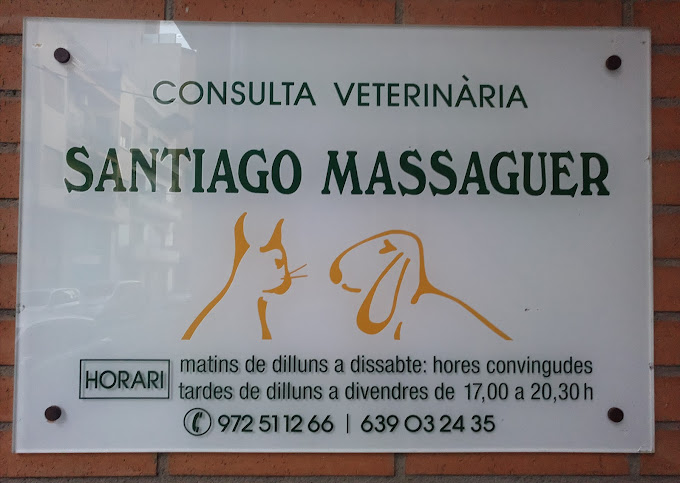 CONSULTA VETERINÀRIA
SANTIAGO MASSAGUER
HORARI
matins de dilluns a dissabte: hores convingudes
tardes de dilluns a divendres de 17,00 a 20,30 h
972 51 12 66 | 639 03 24 35